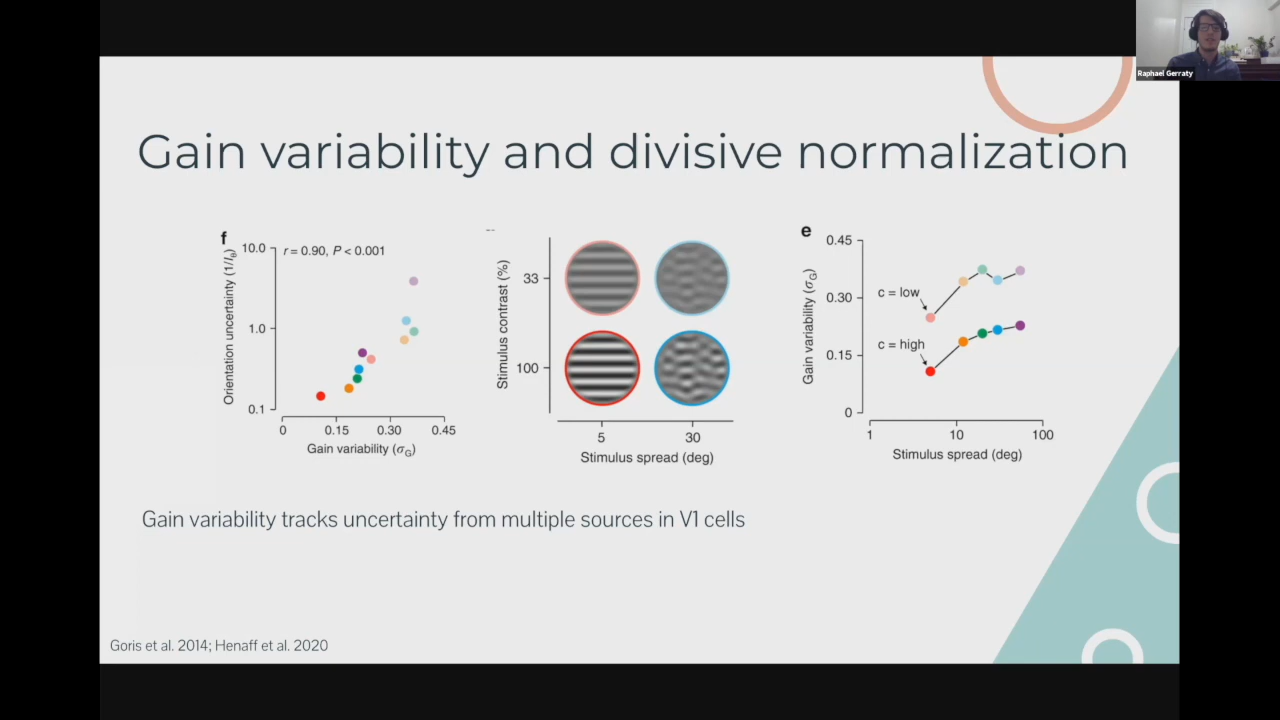 Raphael Gerraty
Gain variability and divisive normalization
f
10.0
1.0
0.1
r = 0.90, P < 0.001
Orientation uncertainty (1/Iθ)
0 0.15 0.30 0.45
Gain variability (σG)
Stimulus contrast (%)
33
100
5 30
Stimulus spread (deg)
e
0.45
0.30
0.15
0
Gain variability (σG)
c = low
c = high
1 10 100
Stimulus spread (deg)
Gain variability tracks uncertainty from multiple sources in V1 cells
Goris et al. 2014; Henaff et al. 2020